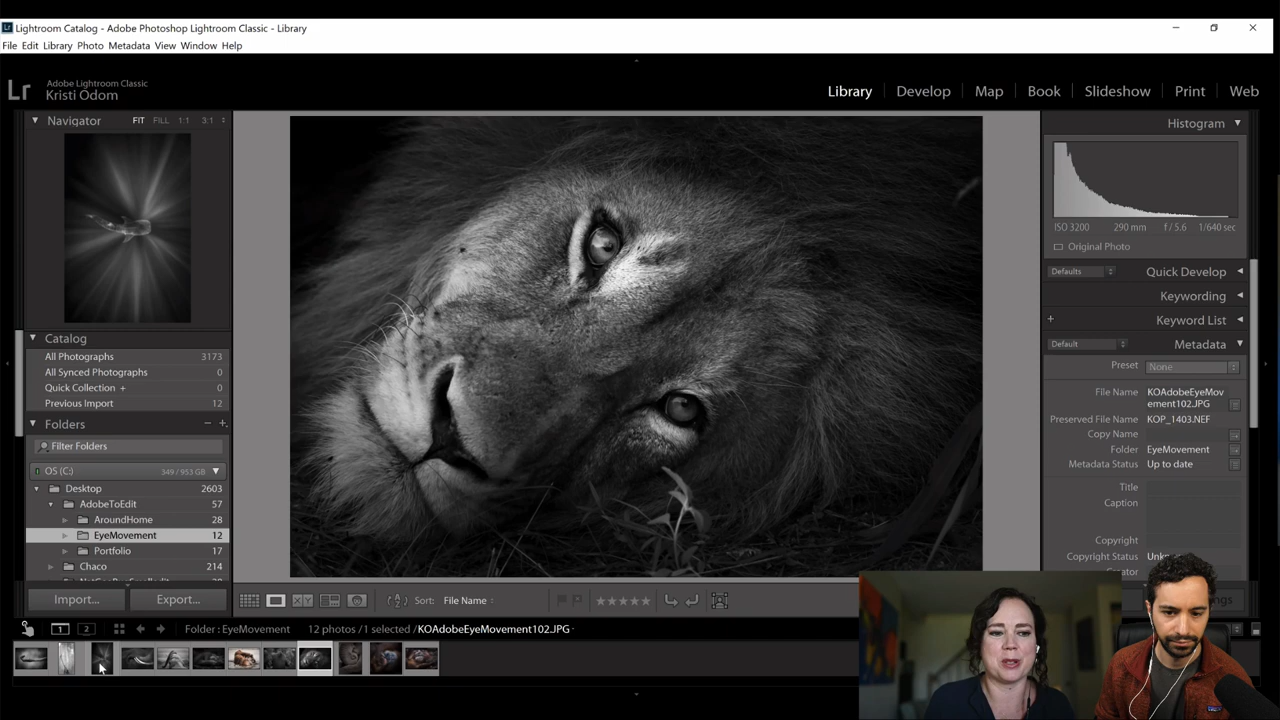 Lightroom Catalog - Adobe Photoshop Lightroom Classic - Library
File Edit Library Photo Metadata View Window Help
Lr
Adobe Lightroom Classic
Kristi Odom
Library Develop Map Book Slideshow Print Web
Navigator FIT FILL 1:1 3:1
Catalog
All Photographs 3173
All Synced Photographs 0
Quick Collection + 0
Previous Import 12
Folders
Filter Folders
OS (C:) 349 / 953 GB
Desktop 2603
AdobeToEdit 57
AroundHome 28
EyeMovement 12
Portfolio 17
Chaco 214
Import... Export...
Sort: File Name
Histogram
ISO 3200 290 mm f / 5.6 1/640 sec
Original Photo
Defaults Quick Develop
Keywording
+ Keyword List
Default Metadata
Preset None
File Name KOAdobeEyeMov
ement102.JPG
Preserved File Name KOP_1403.NEF
Copy Name
Folder EyeMovement
Metadata Status Up to date
Title
Caption
Copyright
Copyright Status
Creator
1 2 Folder : EyeMovement 12 photos / 1 selected / KOAdobeEyeMovement102.JPG